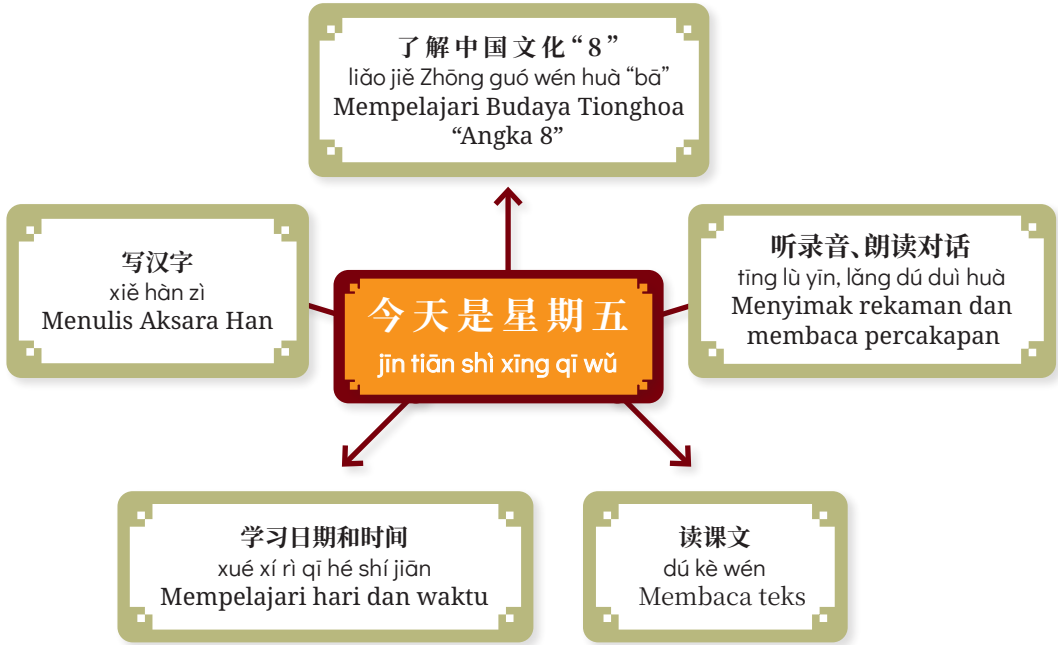 了解中国文化“8”
liǎo jiě Zhōng guó wén huà “bā”
Mempelajari Budaya Tionghoa
“Angka 8”
写汉字
xiě hàn zì
Menulis Aksara Han
听录音、朗读对话
tīng lù yīn, lǎng dú duì huà
Menyimak rekaman dan
membaca percakapan
今天是星期五
jīn tiān shì xīng qī wǔ
学习日期和时间
xué xí rì qī hé shí jiān
Mempelajari hari dan waktu
读课文
dú kè wén
Membaca teks